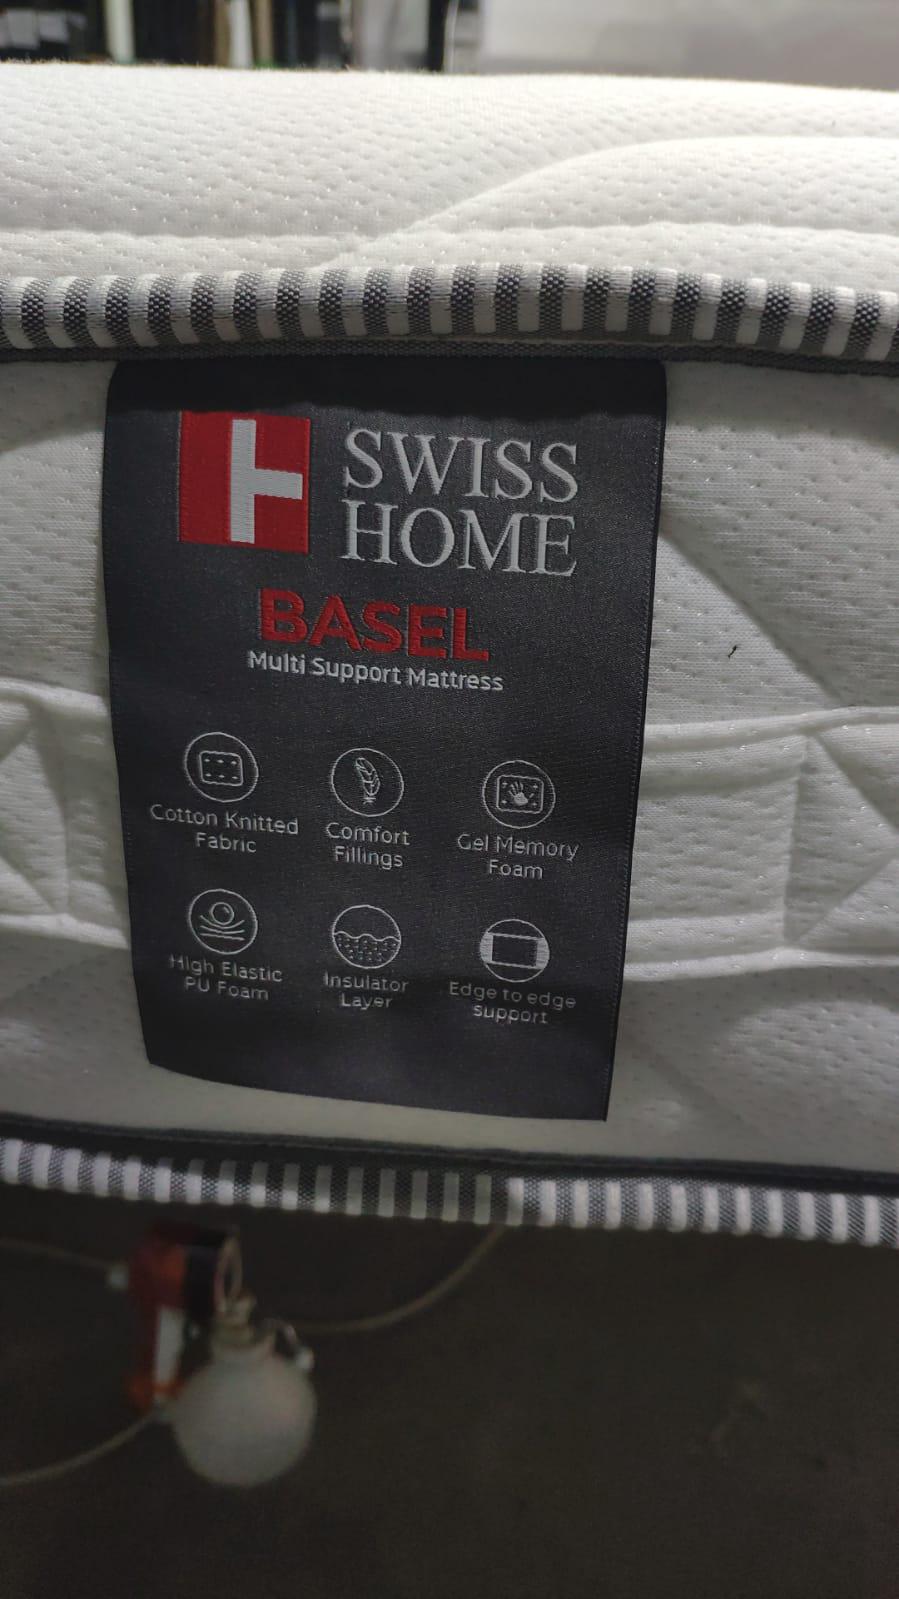 SWISS
HOME
BASEL
Multi Support Mattress
Cotton Knitted
Fabric
Comfort
Fillings
Gel Memory
Foam
High Elastic
PU Foam
Insulator
Layer
Edge to edge
support